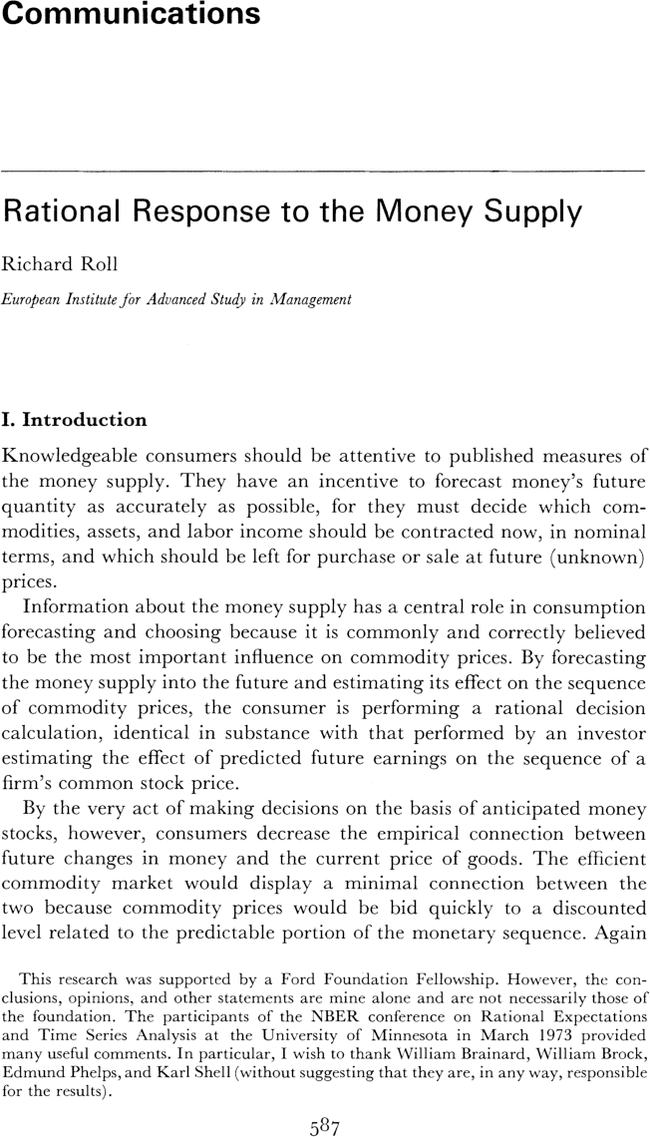 Communications
Rational Response to the Money Supply
Richard Roll
European Institute for Advanced Study in Management
I. Introduction
Knowledgeable consumers should be attentive to published measures of
the money supply. They have an incentive to forecast money's future
quantity as accurately as possible, for they must decide which com-
modities, assets, and labor income should be contracted now, in nominal
terms, and which should be left for purchase or sale at future (unknown)
prices.
Information about the money supply has a central role in consumption
forecasting and choosing because it is commonly and correctly believed
to be the most important influence on commodity prices. By forecasting
the money supply into the future and estimating its effect on the sequence
of commodity prices, the consumer is performing a rational decision
calculation, identical in substance with that performed by an investor
estimating the effect of predicted future earnings on the sequence of a
firm's common stock price.
By the very act of making decisions on the basis of anticipated money
stocks, however, consumers decrease the empirical connection between
future changes in money and the current price of goods. The efficient
commodity market would display a minimal connection between the
two because commodity prices would be bid quickly to a discounted
level related to the predictable portion of the monetary sequence. Again
This research was supported by a Ford Foundation Fellowship. However, the con-
clusions, opinions, and other statements are mine alone and are not necessarily those of
the foundation. The participants of the NBER conference on Rational Expectations
and Time Series Analysis at the University of Minnesota in March 1973 provided
many useful comments. In particular, I wish to thank William Brainard, William Brock,
Edmund Phelps, and Karl Shell (without suggesting that they are, in any way, responsible
for the results).
587